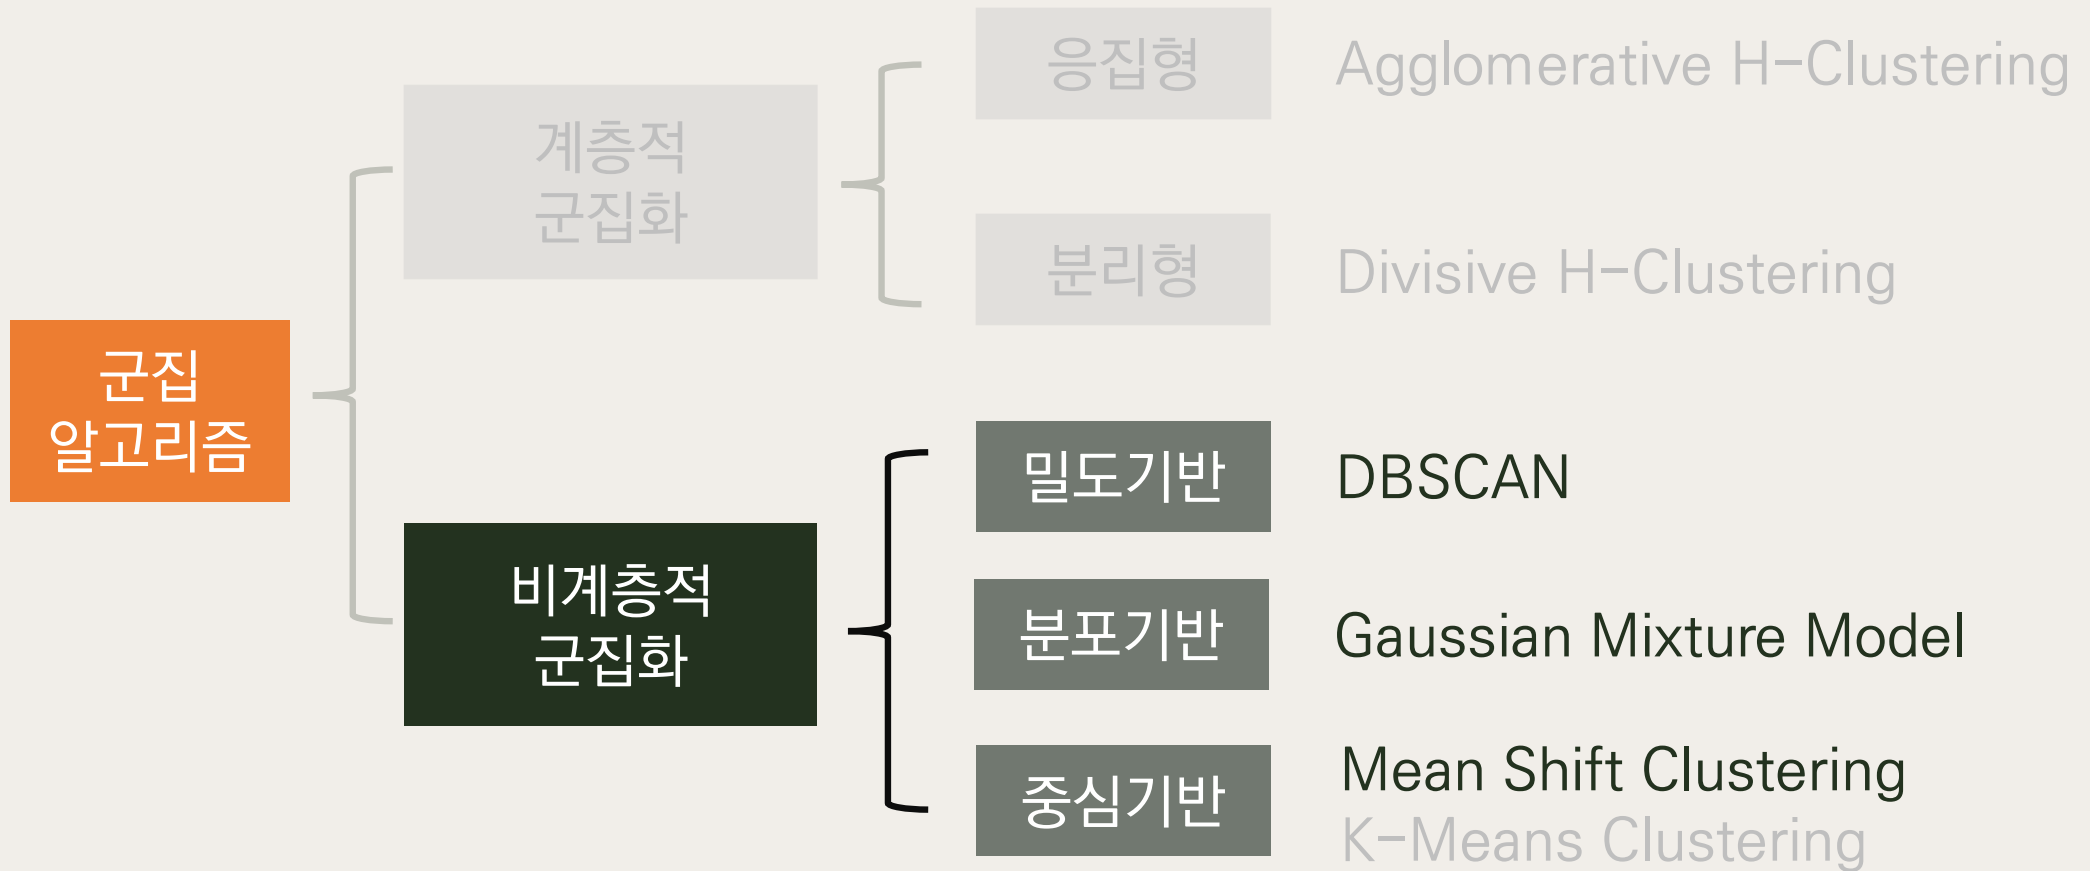 응집형 Agglomerative H-Clustering
계층적
군집화
분리형 Divisive H-Clustering
군집
알고리즘
밀도기반 DBSCAN
비계층적
군집화
분포기반 Gaussian Mixture Model
중심기반
Mean Shift Clustering
K-Means Clustering